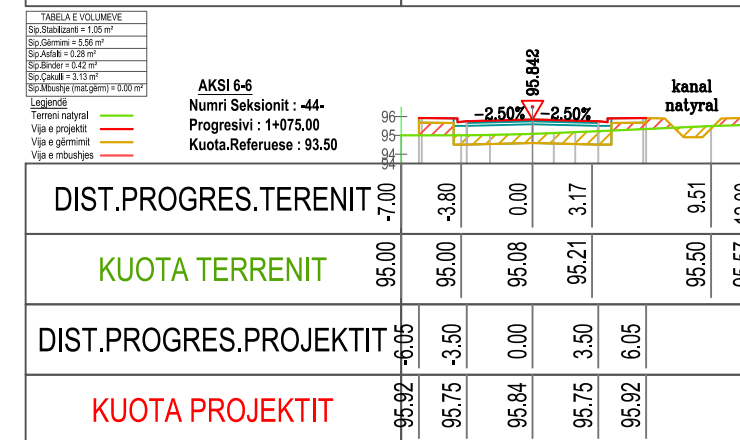 TABELA E VOLUMEVE
Sip.Stabilizanti = 1.05 m²
Sip.Gërmimi = 5.56 m²
Sip.Asfalti = 0.28 m²
Sip.Binder = 0.42 m²
Sip.Çakulli = 3.13 m²
Sip.Mbushje (mat.gërm) = 0.00 m²
Legjendë
Terreni natyral
Vija e projektit
Vija e gërmimit
Vija e mbushjes
AKSI 6-6
Numri Seksionit : -44-
Progresivi : 1+075.00
Kuota.Referuese : 93.50
95.842
-2.50% -2.50%
kanal
natyral
96
95
94
94
DIST.PROGRES.TERENIT -7.00 -3.80 0.00 3.17 9.51
KUOTA TERRENIT 95.00 95.00 95.08 95.21 95.50 95.57
DIST.PROGRES.PROJEKTIT -6.05 -3.50 0.00 3.50 6.05
KUOTA PROJEKTIT 95.92 95.75 95.84 95.75 95.92